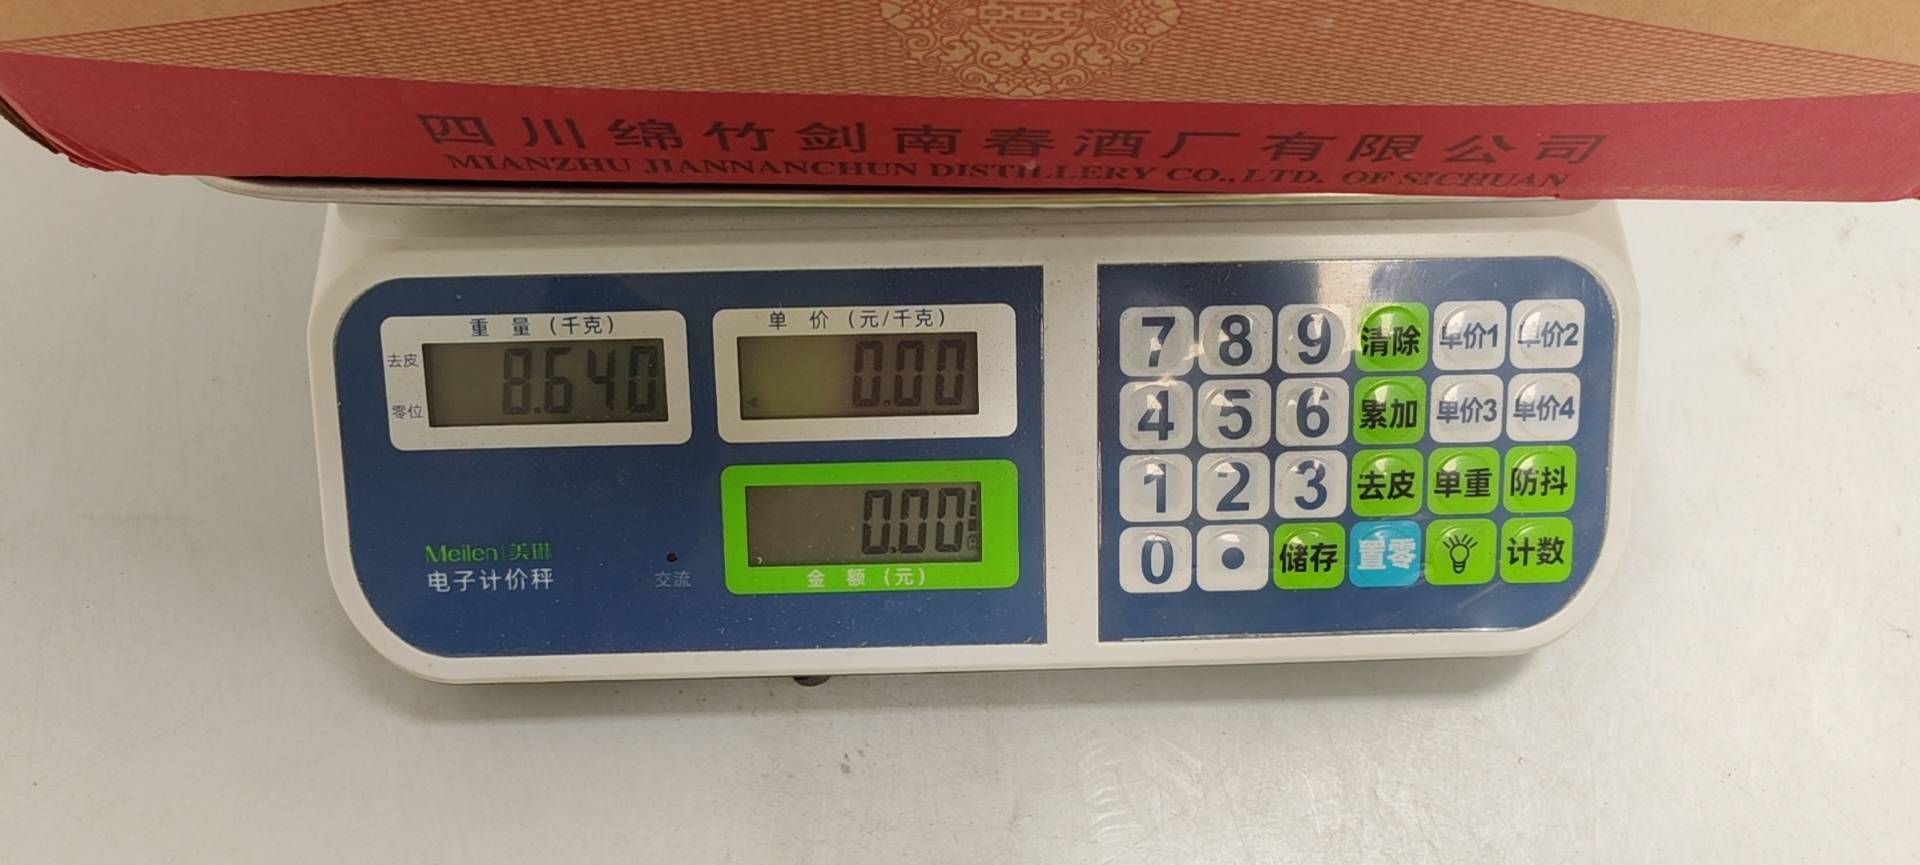 四川绵竹剑南春酒厂有限公司
MIANZHU JIANNANCHUN DISTILLERY CO., LTD. OF SICHUAN
重量(千克)
去皮
零位
8.640
单价(元/千克)
0.00
0.00
金额(元)
Meilen|美琳
电子计价秤
交流
7 8 9 清除 单价1 单价2
4 5 6 累加 单价3 单价4
1 2 3 去皮 单重 防抖
0 • 储存 置零 计数